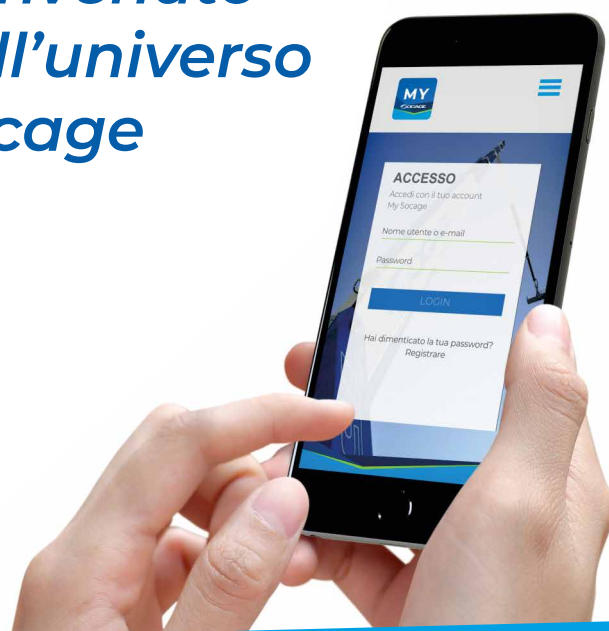 ll'universo
cage
MY
SOCAGE
ACCESSO
Accedi con il tuo account
My Socage
Nome utente o e-mail
Password
LOGIN
Hai dimenticato la tua password?
Registrare